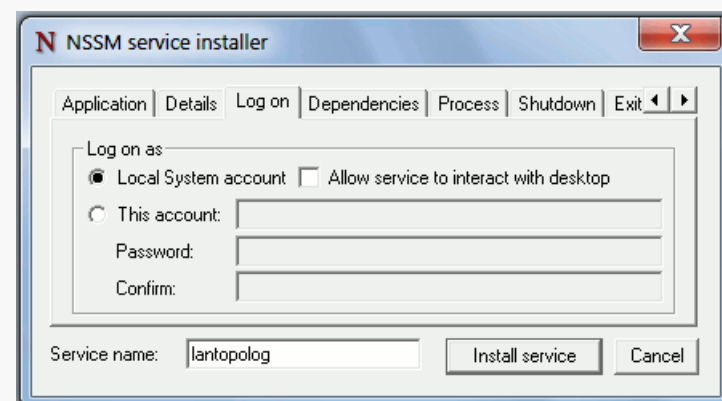 N NSSM service installer
Application Details Log on Dependencies Process Shutdown Exit
Log on as
Local System account Allow service to interact with desktop
This account:
Password:
Confirm:
Service name: lantopolog Install service Cancel